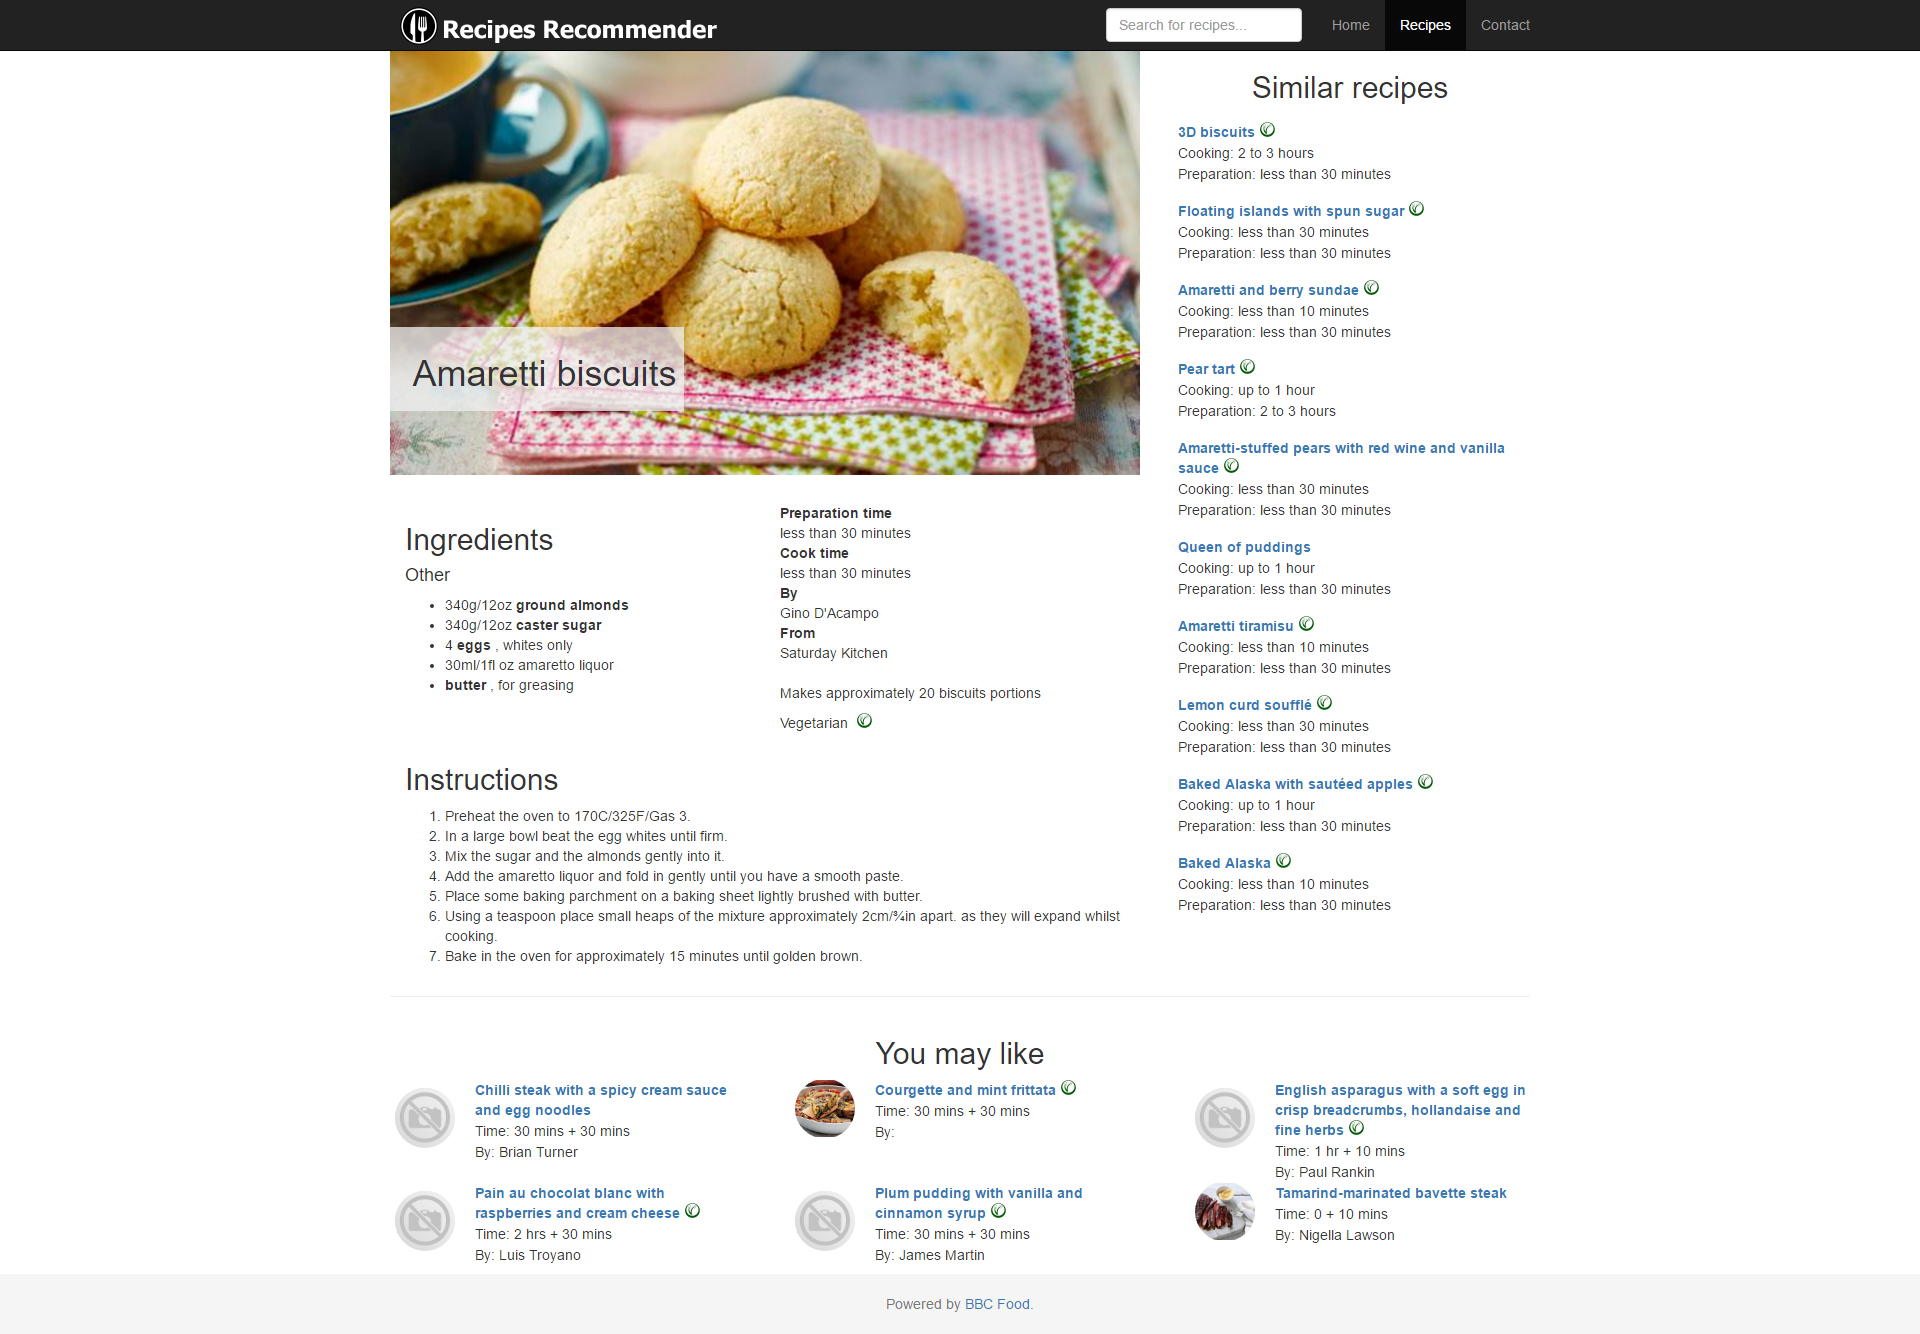 Recipes Recommender
Search for recipes...
Home
Recipes
Contact
Amaretti biscuits
Ingredients
Other
340g/12oz ground almonds
340g/12oz caster sugar
4 eggs , whites only
30ml/1fl oz amaretto liquor
butter , for greasing
Preparation time
less than 30 minutes
Cook time
less than 30 minutes
By
Gino D'Acampo
From
Saturday Kitchen
Makes approximately 20 biscuits portions
Vegetarian
Instructions
1. Preheat the oven to 170C/325F/Gas 3.
2. In a large bowl beat the egg whites until firm.
3. Mix the sugar and the almonds gently into it.
4. Add the amaretto liquor and fold in gently until you have a smooth paste.
5. Place some baking parchment on a baking sheet lightly brushed with butter.
6. Using a teaspoon place small heaps of the mixture approximately 2cm/¾in apart. as they will expand whilst
cooking.
7. Bake in the oven for approximately 15 minutes until golden brown.
Similar recipes
3D biscuits
Cooking: 2 to 3 hours
Preparation: less than 30 minutes
Floating islands with spun sugar
Cooking: less than 30 minutes
Preparation: less than 30 minutes
Amaretti and berry sundae
Cooking: less than 10 minutes
Preparation: less than 30 minutes
Pear tart
Cooking: up to 1 hour
Preparation: 2 to 3 hours
Amaretti-stuffed pears with red wine and vanilla
sauce
Cooking: less than 30 minutes
Preparation: less than 30 minutes
Queen of puddings
Cooking: up to 1 hour
Preparation: less than 30 minutes
Amaretti tiramisu
Cooking: less than 10 minutes
Preparation: less than 30 minutes
Lemon curd soufflé
Cooking: less than 30 minutes
Preparation: less than 30 minutes
Baked Alaska with sautéed apples
Cooking: up to 1 hour
Preparation: less than 30 minutes
Baked Alaska
Cooking: less than 10 minutes
Preparation: less than 30 minutes
You may like
Chilli steak with a spicy cream sauce
and egg noodles
Time: 30 mins + 30 mins
By: Brian Turner
Courgette and mint frittata
Time: 30 mins + 30 mins
By:
English asparagus with a soft egg in
crisp breadcrumbs, hollandaise and
fine herbs
Time: 1 hr + 10 mins
By: Paul Rankin
Pain au chocolat blanc with
raspberries and cream cheese
Time: 2 hrs + 30 mins
By: Luis Troyano
Plum pudding with vanilla and
cinnamon syrup
Time: 30 mins + 30 mins
By: James Martin
Tamarind-marinated bavette steak
Time: 0 + 10 mins
By: Nigella Lawson
Powered by BBC Food.